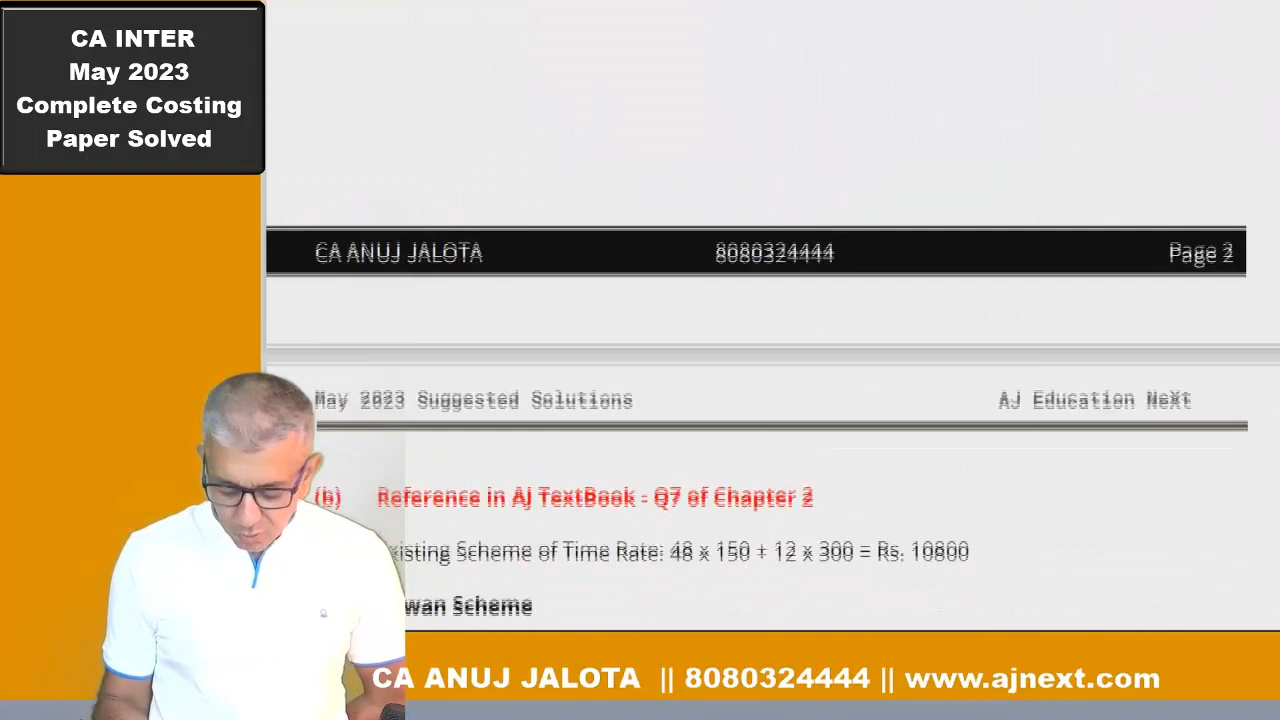 CA INTER
May 2023
Complete Costing
Paper Solved
CA ANUJ JALOTA 8080324444 Page 2
May 2023 Suggested Solutions AJ Education NeXt
(b) Reference in AJ TextBook - Q7 of Chapter 2
xisting Scheme of Time Rate: 48 x 150 + 12 x 300 = Rs. 10800
wan Scheme
CA ANUJ JALOTA || 8080324444 || www.ajnext.com